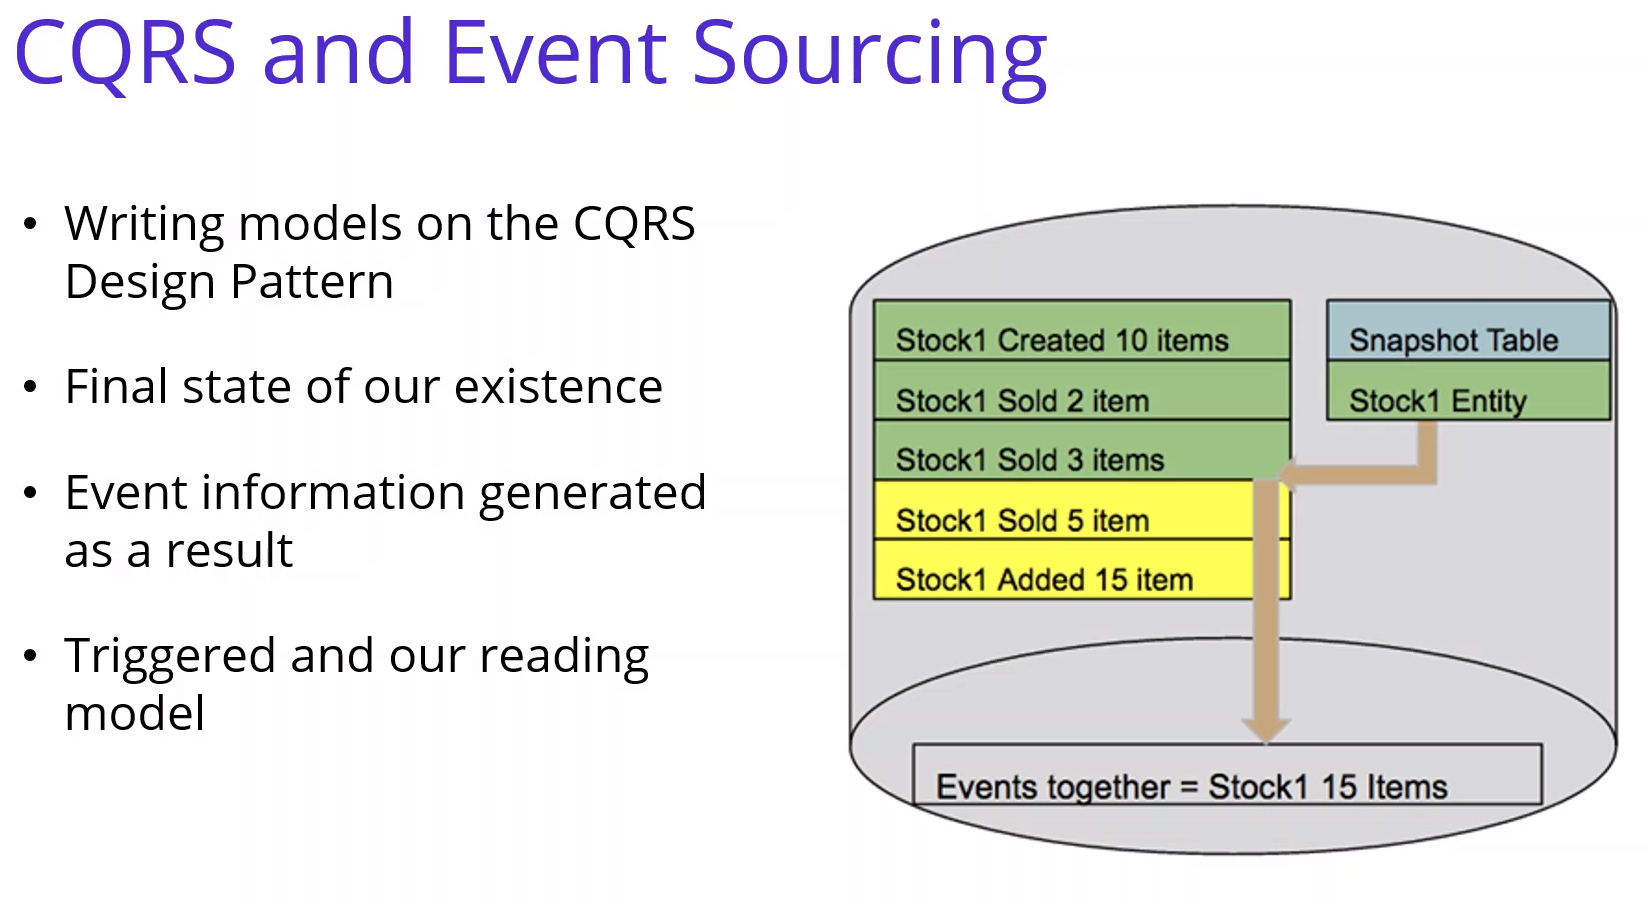 CQRS and Event Sourcing
• Writing models on the CQRS
Design Pattern
• Final state of our existence
• Event information generated
as a result
• Triggered and our reading
model
Stock1 Created 10 items
Stock1 Sold 2 item
Stock1 Sold 3 items
Stock1 Sold 5 item
Stock1 Added 15 item
Snapshot Table
Stock1 Entity
Events together = Stock1 15 Items